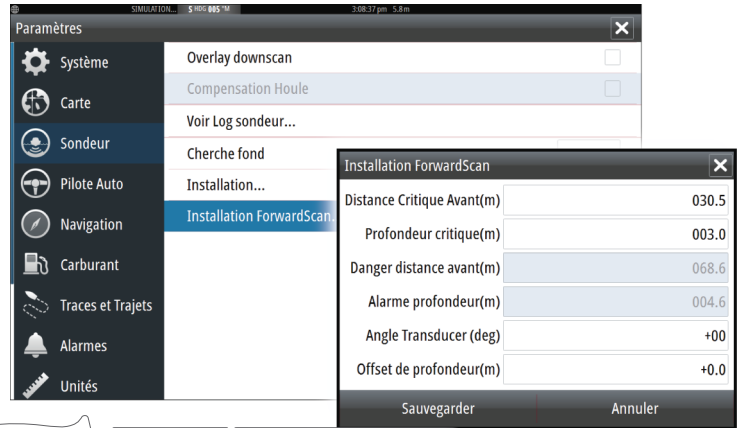 SIMULATION... S HDG 005 °M 3:08:37 pm 5.8 m
Paramètres
Système
Carte
Sondeur
Pilote Auto
Navigation
Carburant
Traces et Trajets
Alarmes
Unités
Overlay downscan
Compensation Houle
Voir Log sondeur...
Cherche fond
Installation...
Installation ForwardScan.
Installation ForwardScan
Distance Critique Avant(m) 030.5
Profondeur critique(m) 003.0
Danger distance avant(m) 068.6
Alarme profondeur(m) 004.6
Angle Transducer (deg) +00
Offset de profondeur(m) +0.0
Sauvegarder Annuler